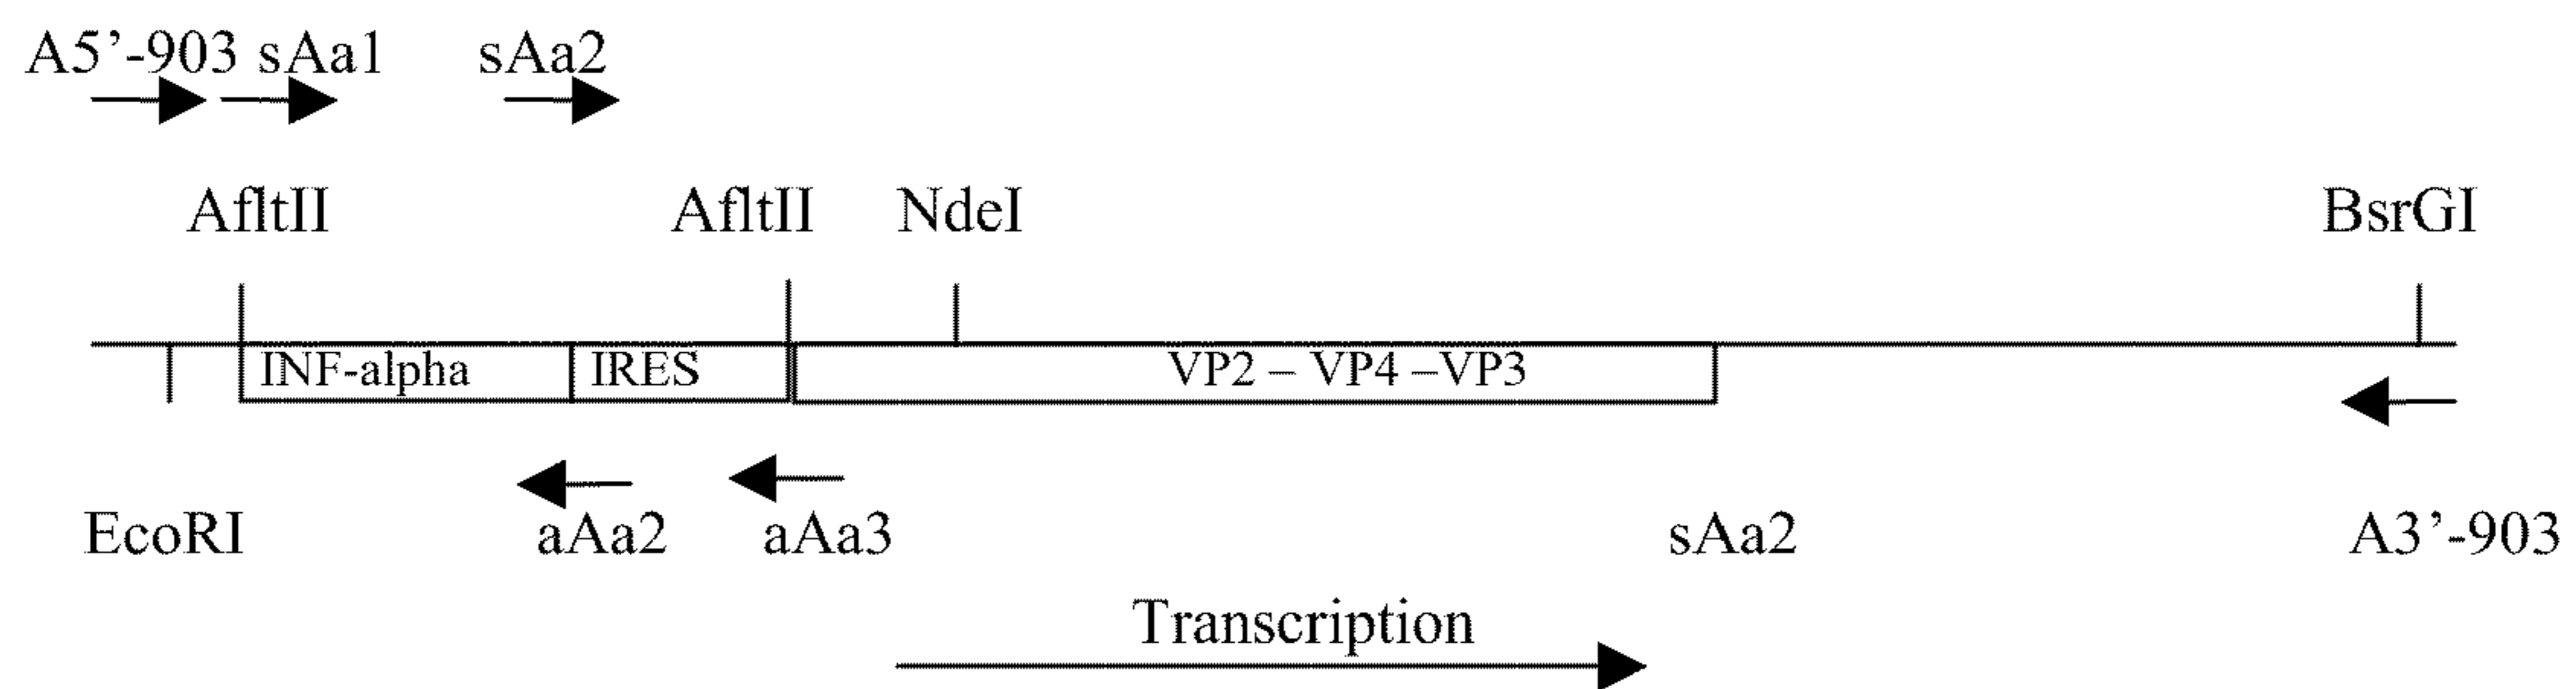 A5’-903 sAa1 sAa2
AfltII AfltII NdeI BsrGI
INF-alpha IRES VP2 – VP4 –VP3
EcoRI aAa2 aAa3 sAa2 A3’-903
Transcription